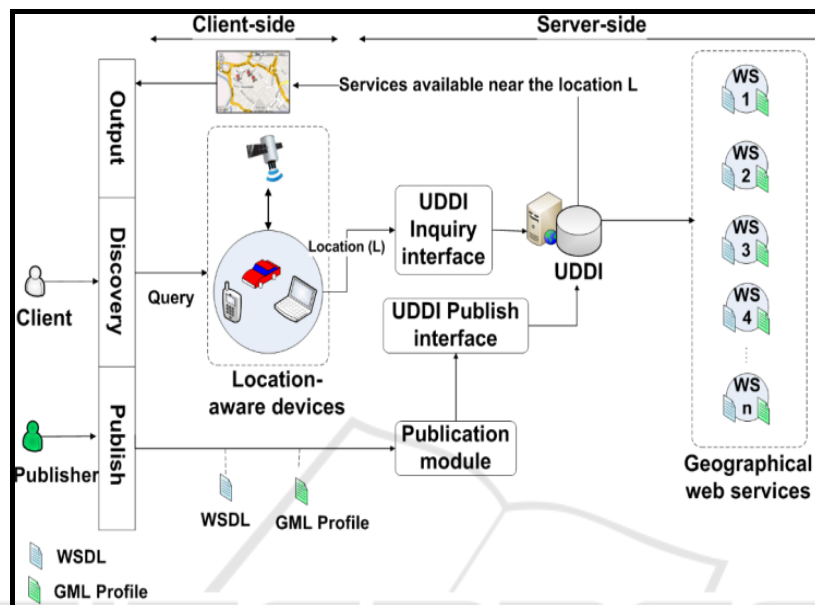 Client-side
Server-side
Output
Discovery
Publish
Services available near the location L
Client
Query
Location (L)
Location-
aware devices
UDDI
Inquiry
interface
UDDI
UDDI Publish
interface
Publisher
Publication
module
WSDL
GML Profile
WS
1
WS
2
WS
3
WS
4
WS
n
Geographical
web services
WSDL
GML Profile